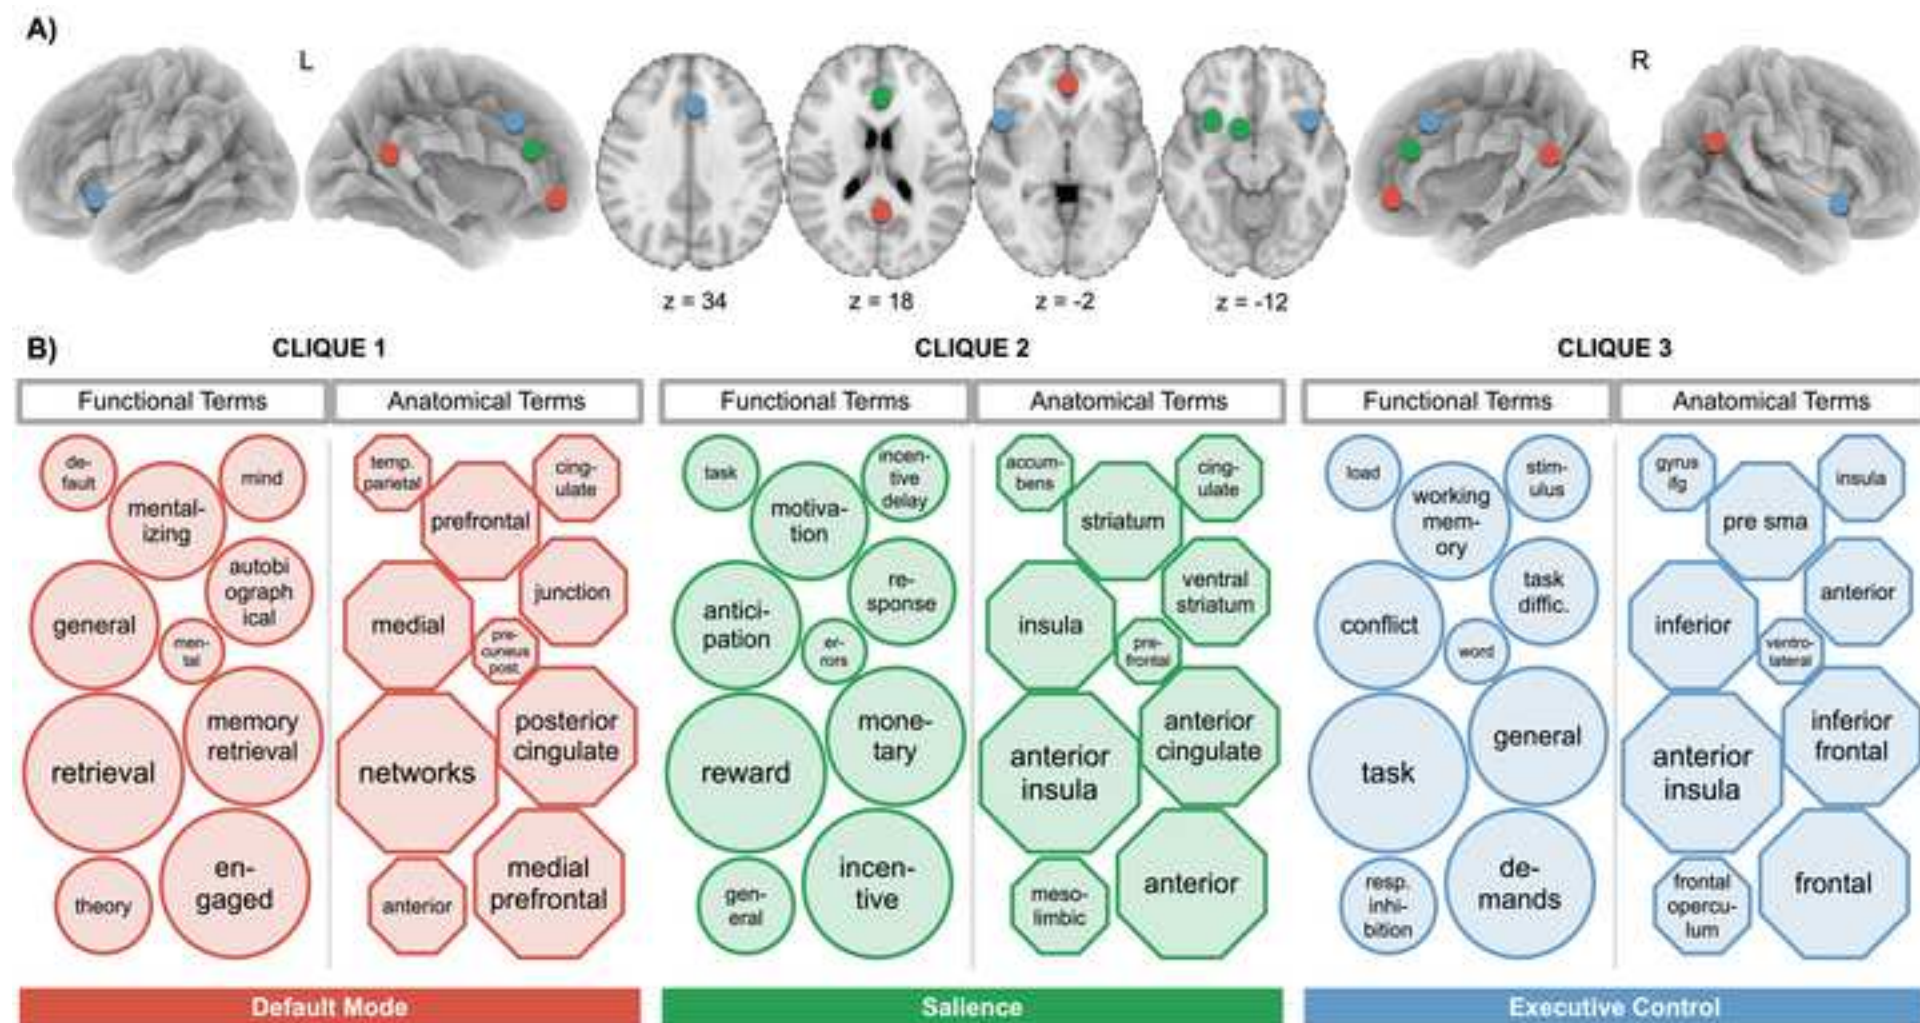 A)
L
R
z = 34
z = 18
z = -2
z = -12
B)
CLIQUE 1
CLIQUE 2
CLIQUE 3
Functional Terms
Anatomical Terms
Functional Terms
Anatomical Terms
Functional Terms
Anatomical Terms
de-
fault
mind
mental-
izing
autobi
ograph
ical
general
men-
tal
memory
retrieval
retrieval
en-
gaged
theory
temp.
parietal
cing-
ulate
prefrontal
junction
medial
pre-
cuneus
post.
posterior
cingulate
networks
medial
prefrontal
anterior
task
incen-
tive
delay
motiva-
tion
re-
sponse
antici-
pation
er-
rors
mone-
tary
reward
incen-
tive
gen-
eral
accum-
bens
cing-
ulate
striatum
ventral
striatum
insula
pre-
frontal
anterior
cingulate
anterior
insula
anterior
meso-
limbic
load
stim-
ulus
working
mem-
ory
task
diffic.
conflict
word
general
task
de-
mands
resp.
inhi-
bition
gyrus
ifg
insula
pre sma
anterior
inferior
ventro-
lateral
inferior
frontal
anterior
insula
frontal
frontal
opercu-
lum
Default Mode
Salience
Executive Control